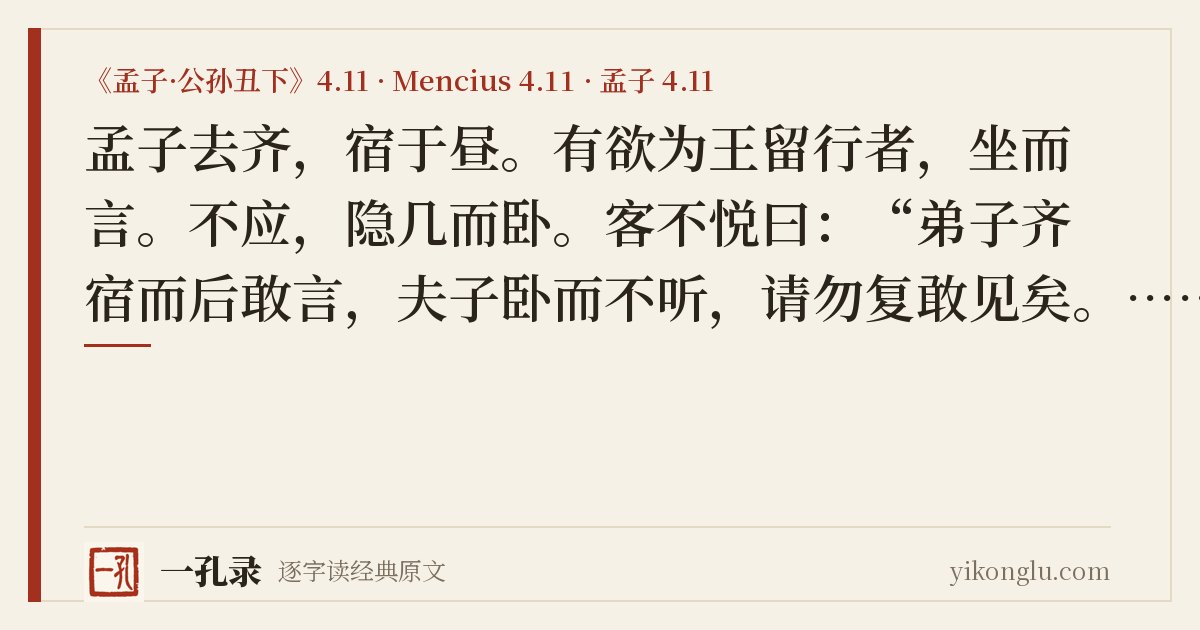 《孟子·公孙丑下》4.11 · Mencius 4.11 · 孟子 4.11
孟子去齐，宿于昼。有欲为王留行者，坐而
言。不应，隐几而卧。客不悦曰：“弟子齐
宿而后敢言，夫子卧而不听，请勿复敢见矣。……
一孔
一孔录 逐字读经典原文
yikonglu.com